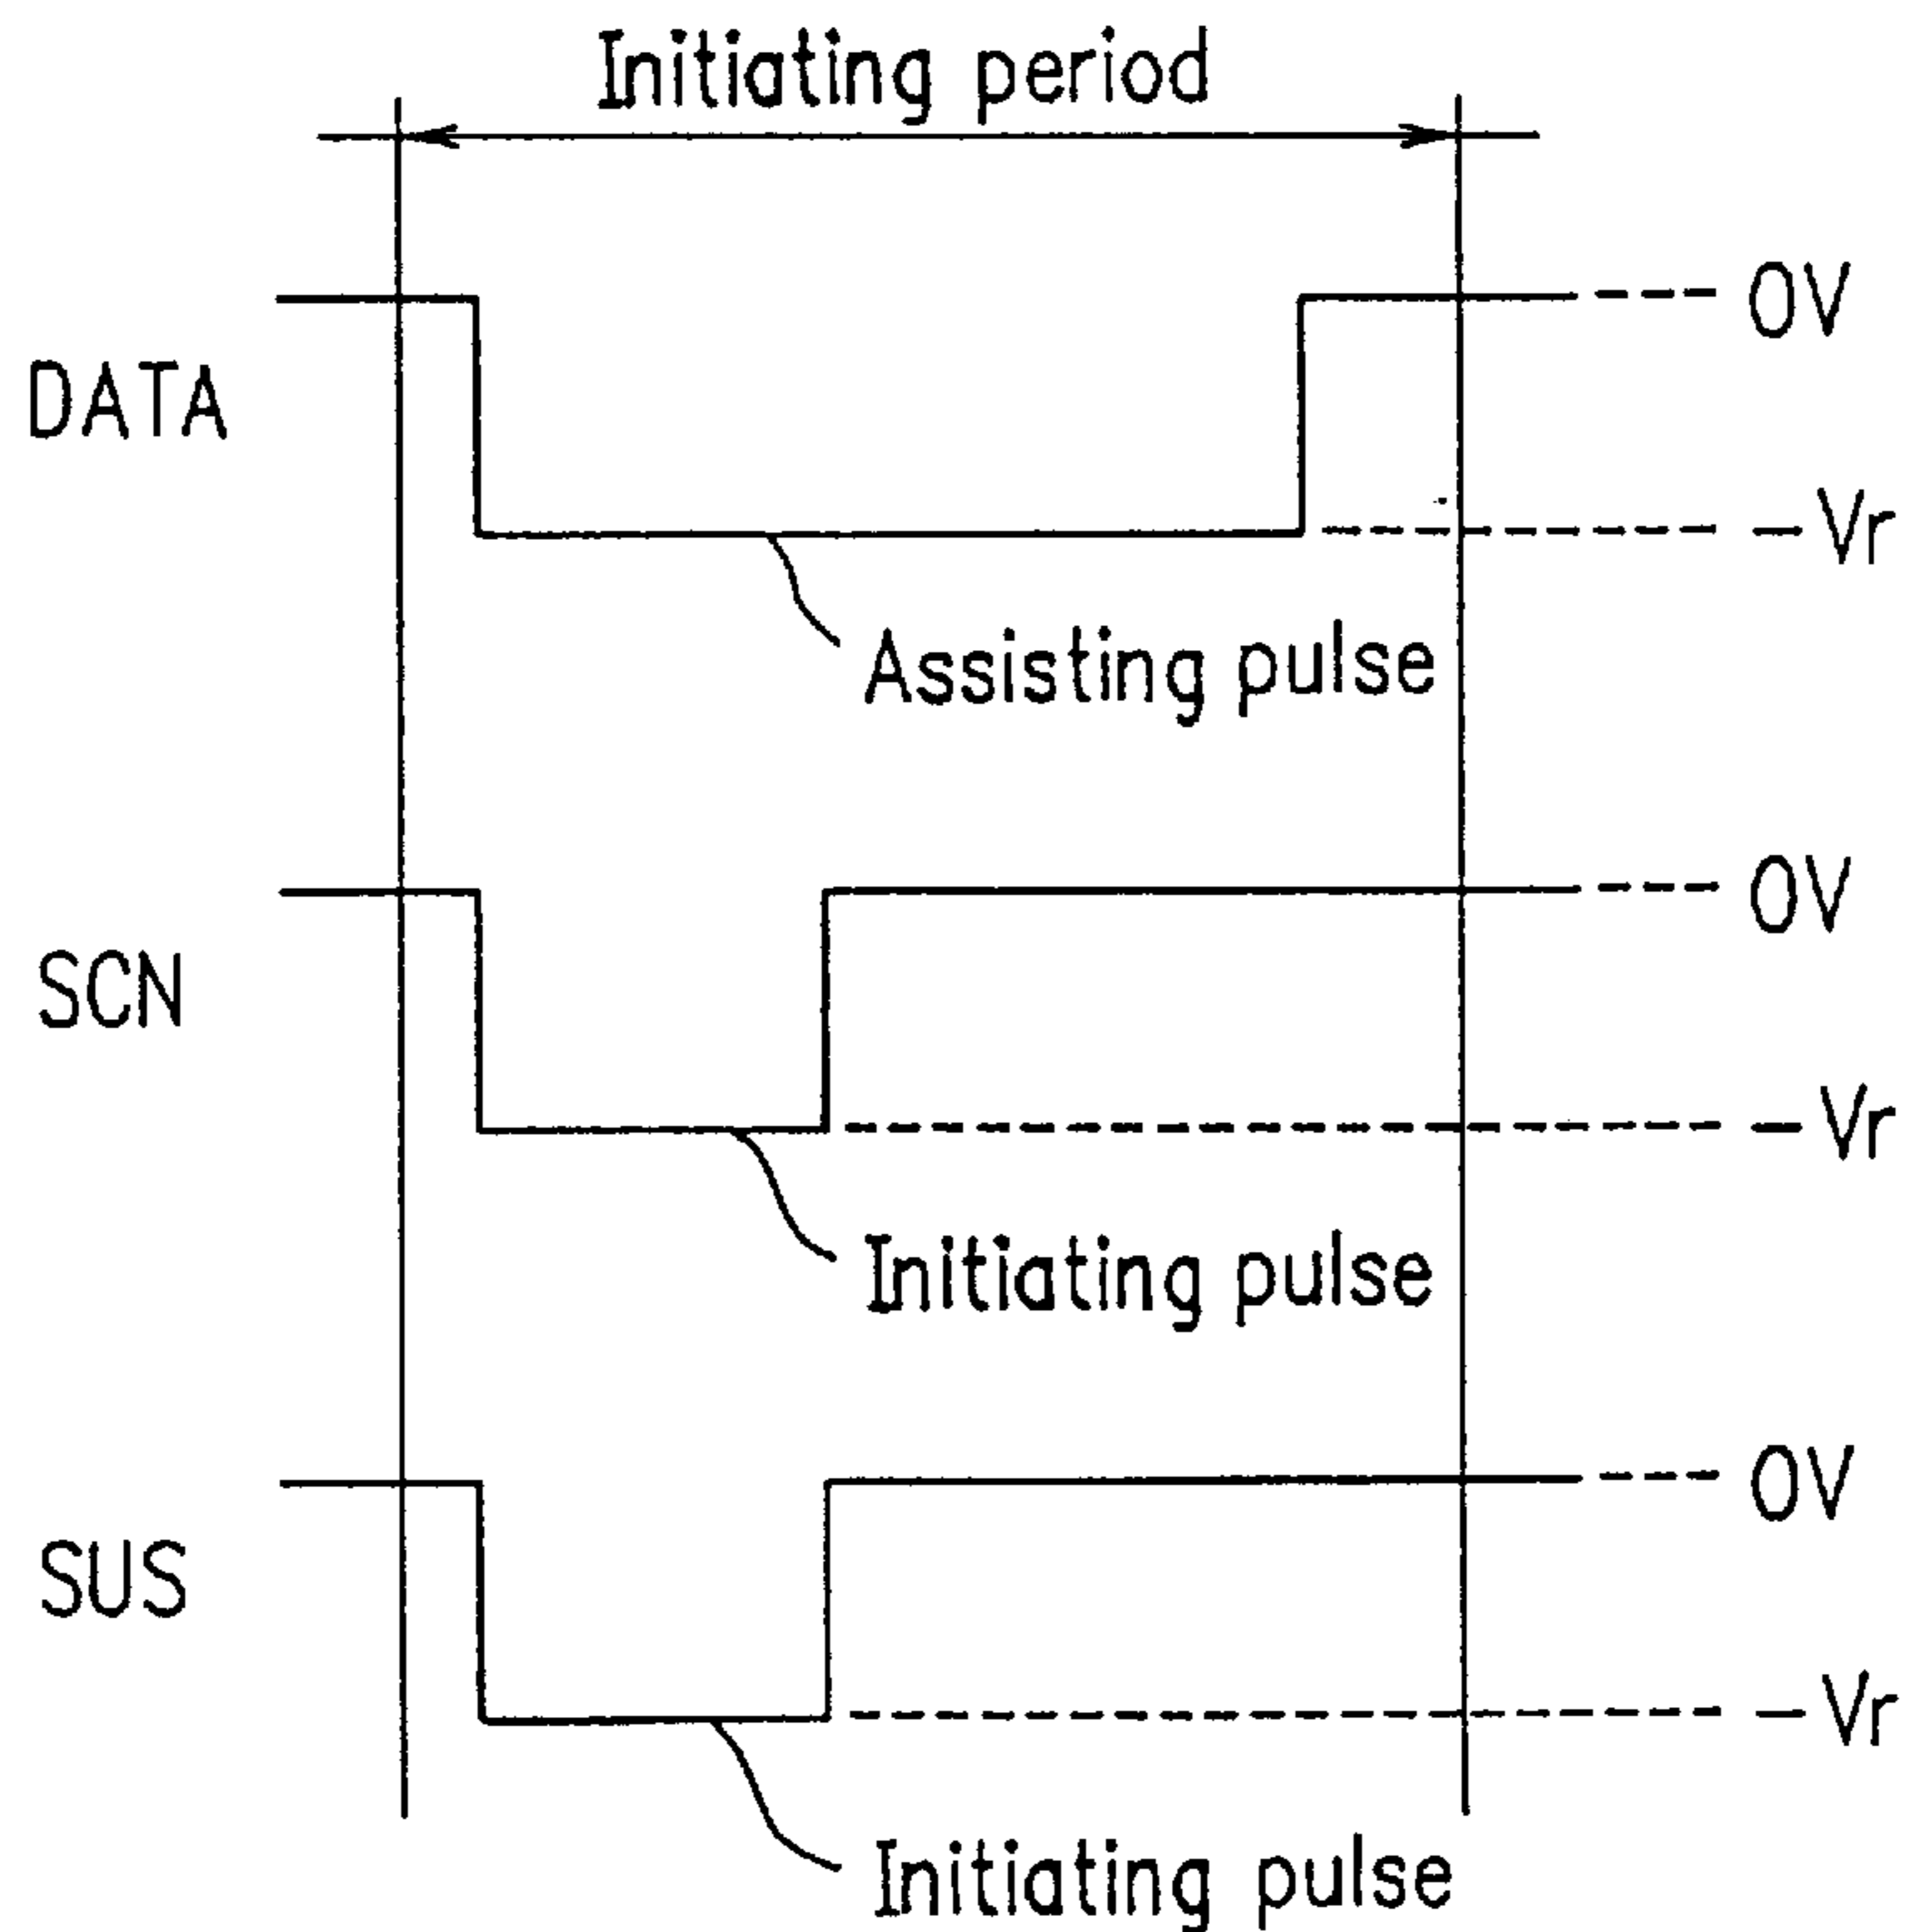 Initiating period
0V
DATA
-Vr
Assisting pulse
0V
SCN
-Vr
Initiating pulse
0V
SUS
-Vr
Initiating pulse